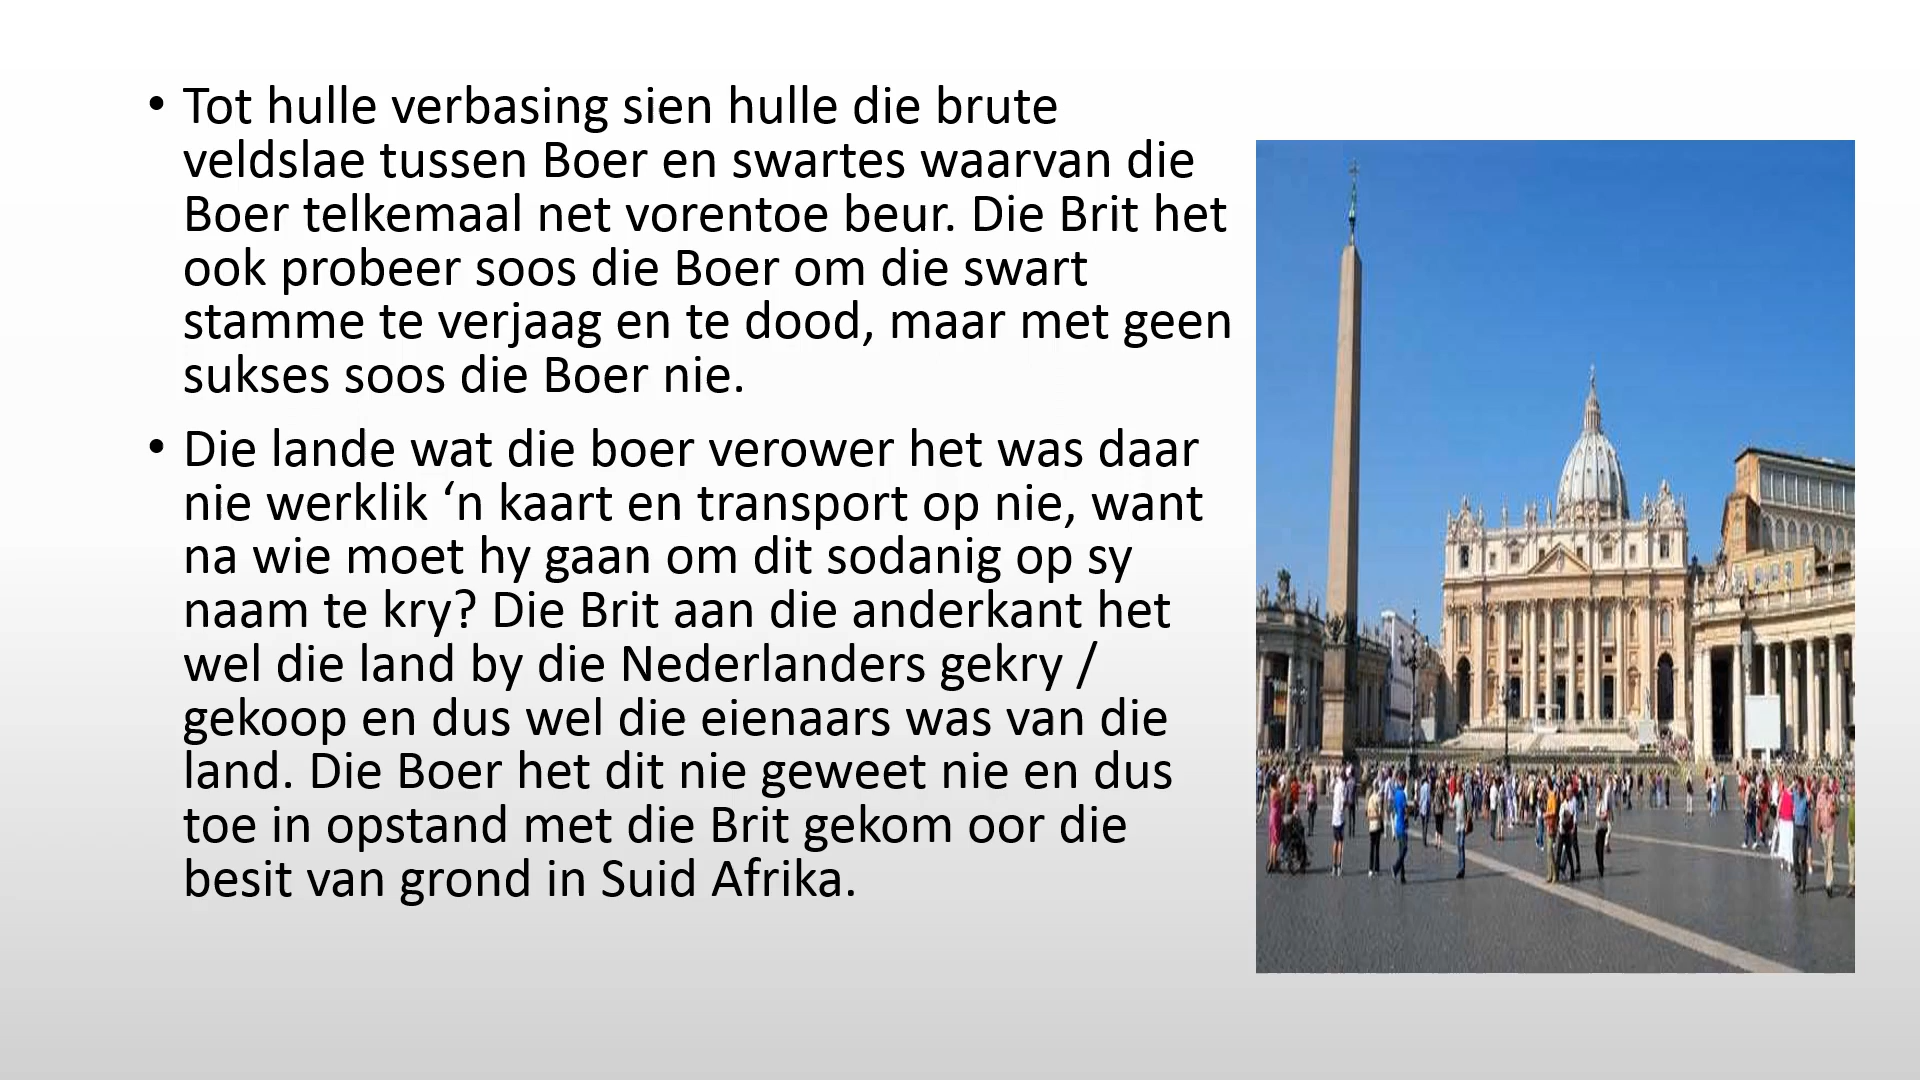 • Tot hulle verbasing sien hulle die brute
veldslae tussen Boer en swartes waarvan die
Boer telkemaal net vorentoe beur. Die Brit het
ook probeer soos die Boer om die swart
stamme te verjaag en te dood, maar met geen
sukses soos die Boer nie.
• Die lande wat die boer verower het was daar
nie werklik ‘n kaart en transport op nie, want
na wie moet hy gaan om dit sodanig op sy
naam te kry? Die Brit aan die anderkant het
wel die land by die Nederlanders gekry /
gekoop en dus wel die eienaars was van die
land. Die Boer het dit nie geweet nie en dus
toe in opstand met die Brit gekom oor die
besit van grond in Suid Afrika.